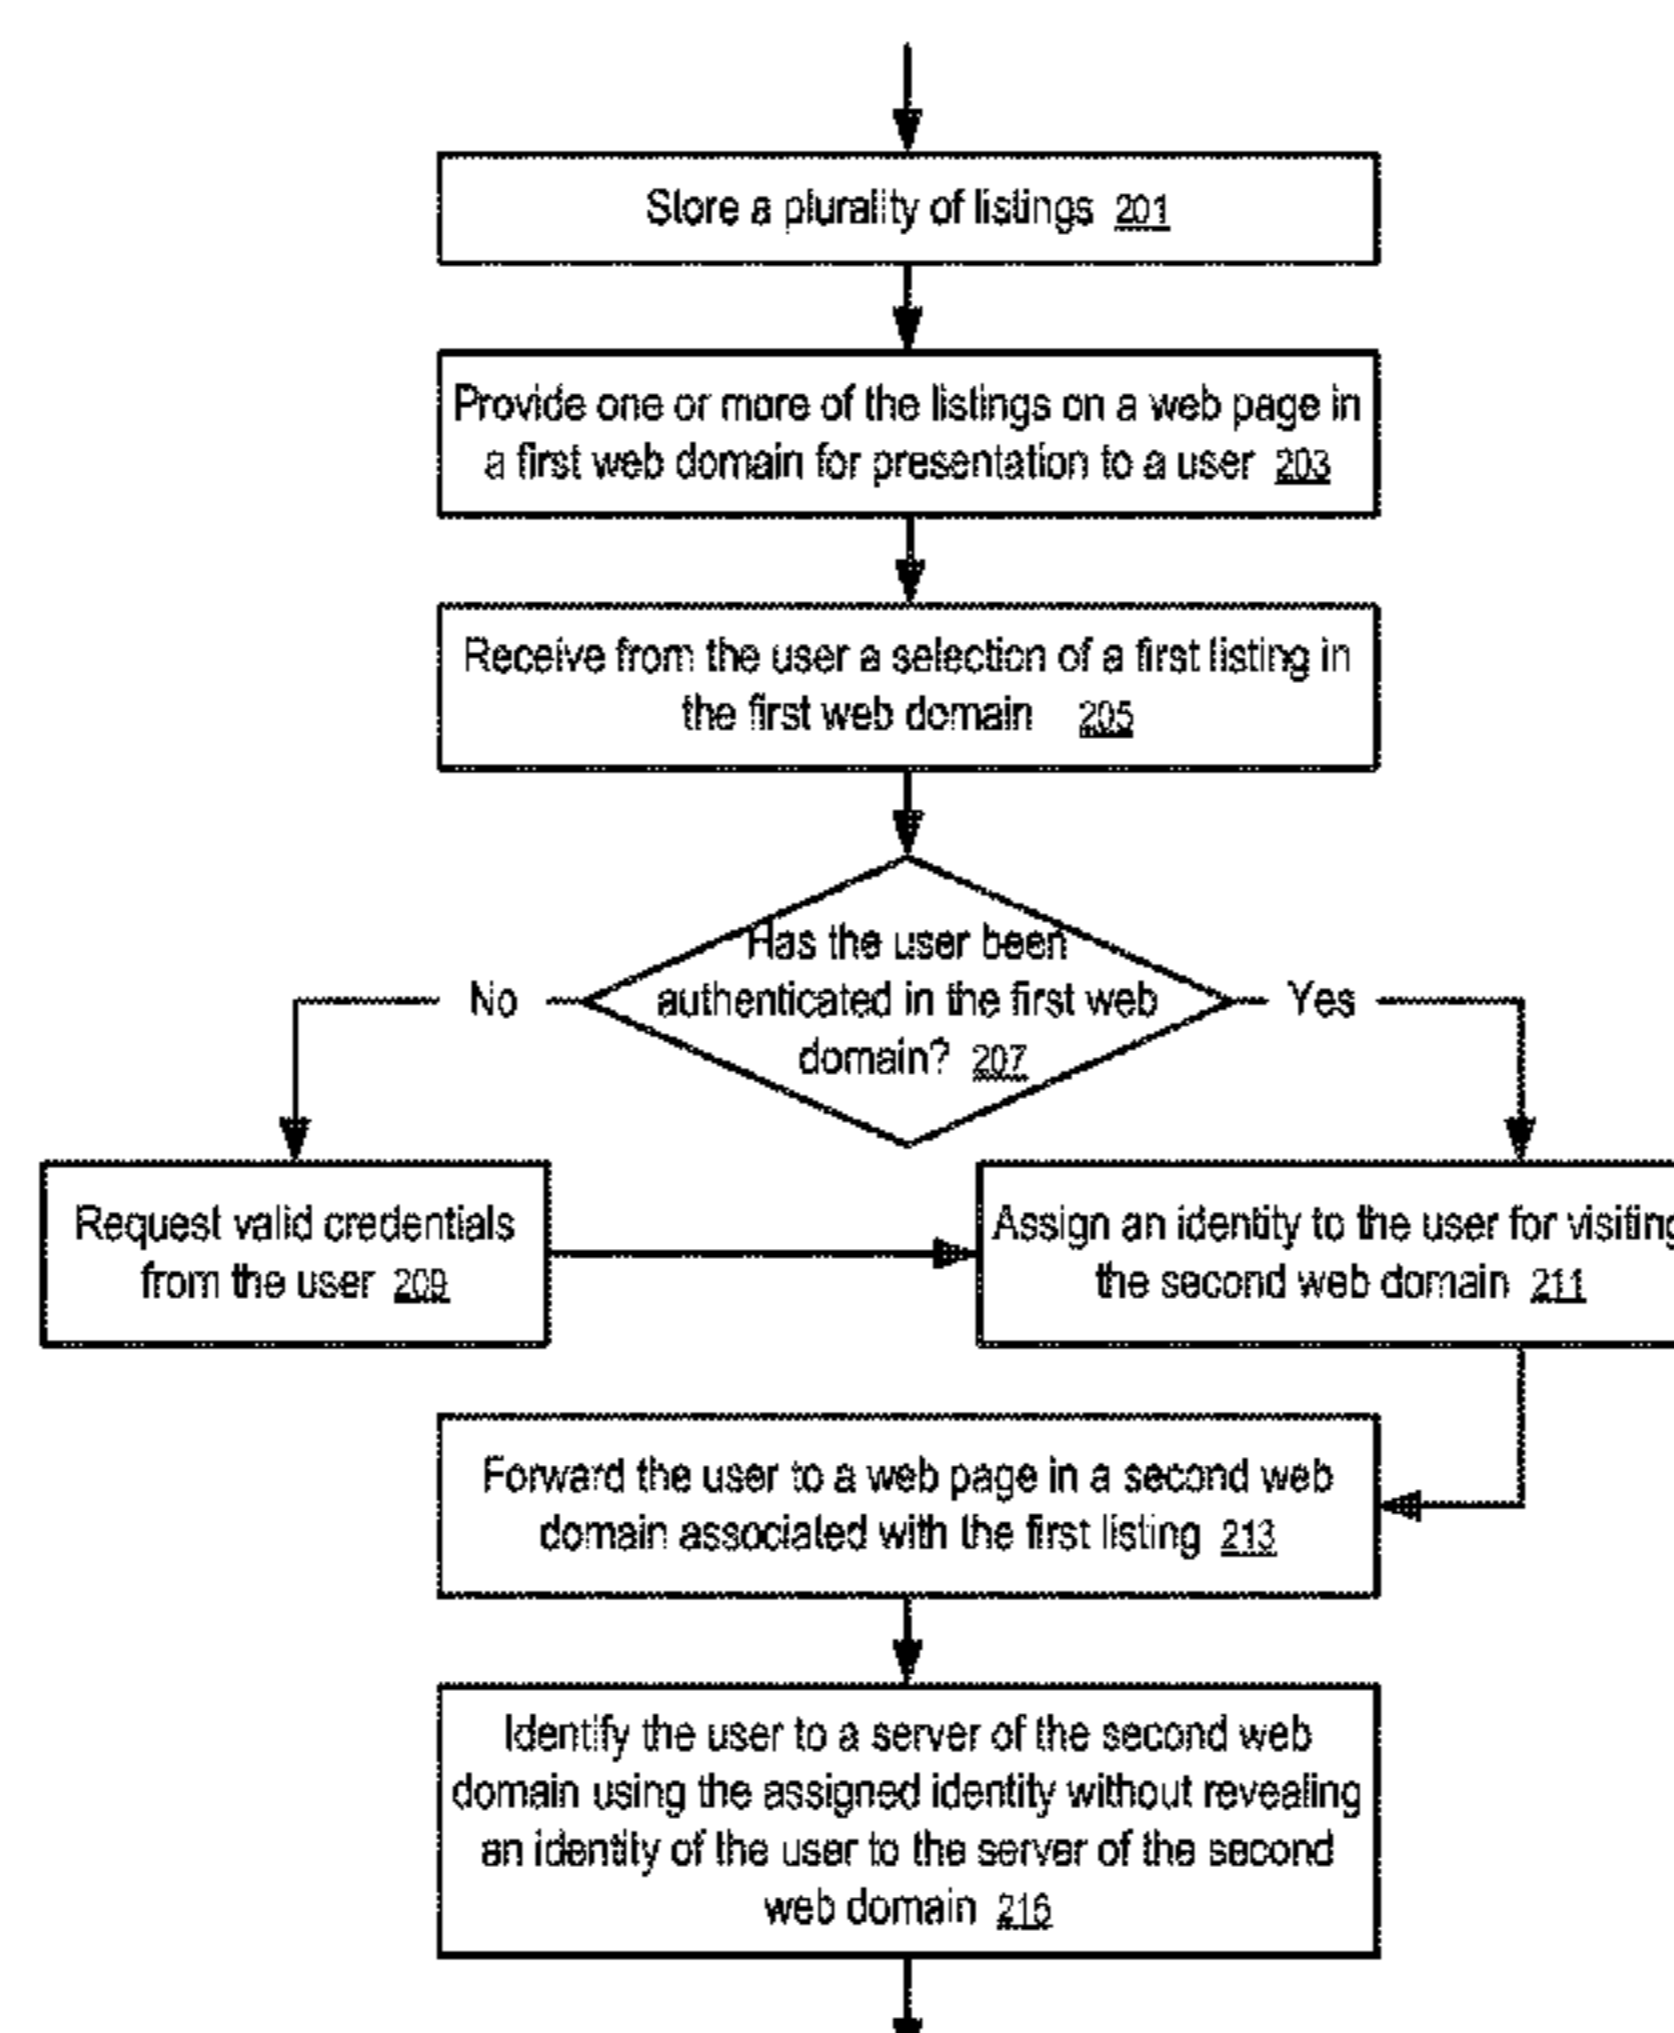 Store a plurality of listings 201
Provide one or more of the listings on a web page in
a first web domain for presentation to a user 203
Receive from the user a selection of a first listing in
the first web domain 205
Has the user been
authenticated in the first web
domain? 207
No
Yes
Request valid credentials
from the user 209
Assign an identity to the user for visiting
the second web domain 211
Forward the user to a web page in a second web
domain associated with the first listing 213
Identify the user to a server of the second web
domain using the assigned identity without revealing
an identity of the user to the server of the second
web domain 215